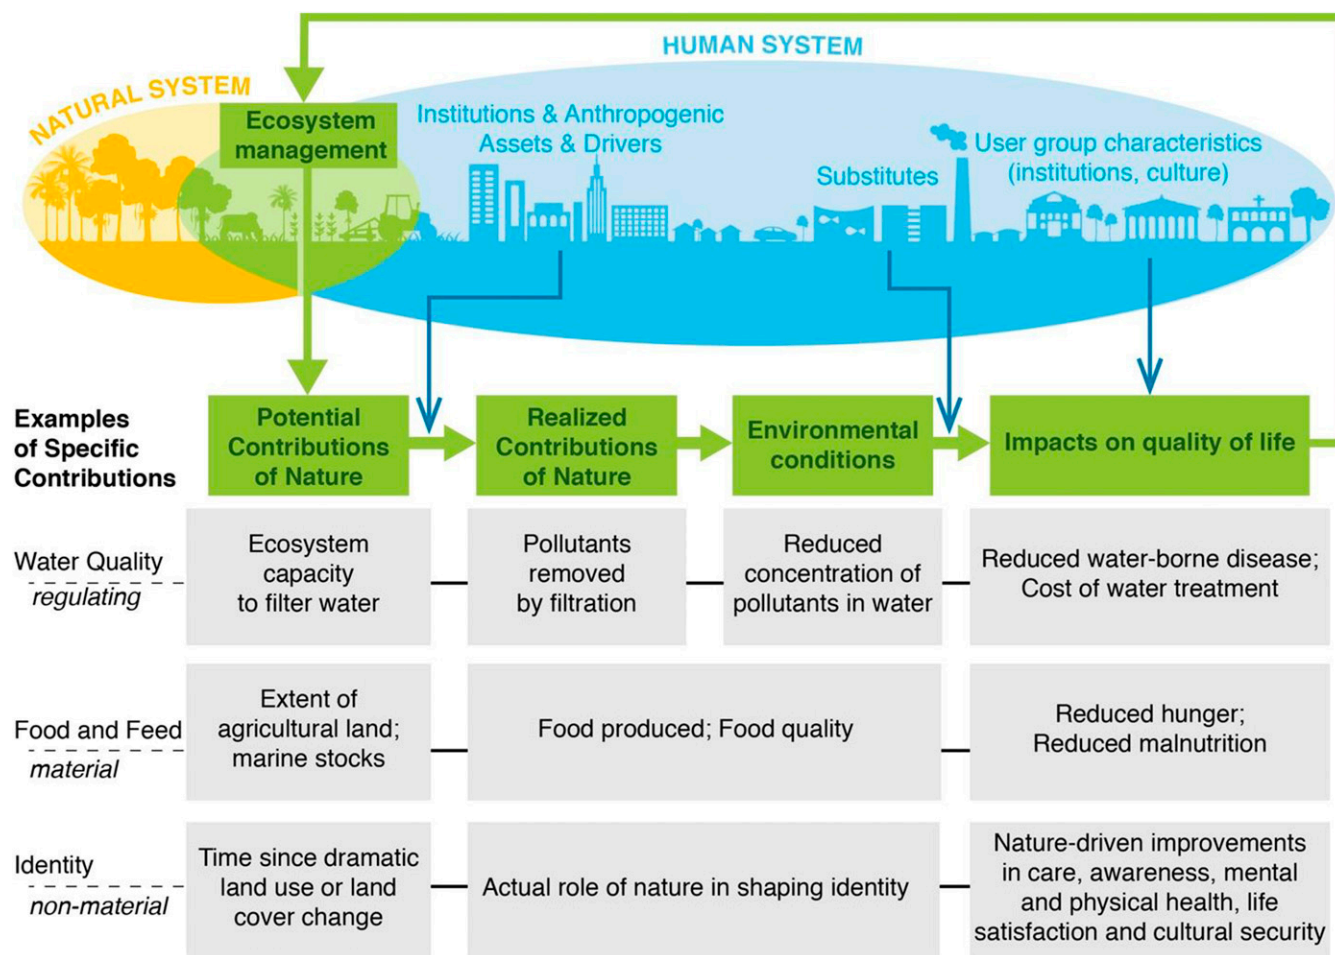 HUMAN SYSTEM
NATURAL SYSTEM
Ecosystem
management
Institutions & Anthropogenic
Assets & Drivers
Substitutes
User group characteristics
(institutions, culture)
Examples
of Specific
Contributions
Potential
Contributions
of Nature
Realized
Contributions
of Nature
Environmental
conditions
Impacts on quality of life
Water Quality
regulating
Ecosystem
capacity
to filter water
Pollutants
removed
by filtration
Reduced
concentration of
pollutants in water
Reduced water-borne disease;
Cost of water treatment
Food and Feed
material
Extent of
agricultural land;
marine stocks
Food produced; Food quality
Reduced hunger;
Reduced malnutrition
Identity
non-material
Time since dramatic
land use or land
cover change
Actual role of nature in shaping identity
Nature-driven improvements
in care, awareness, mental
and physical health, life
satisfaction and cultural security